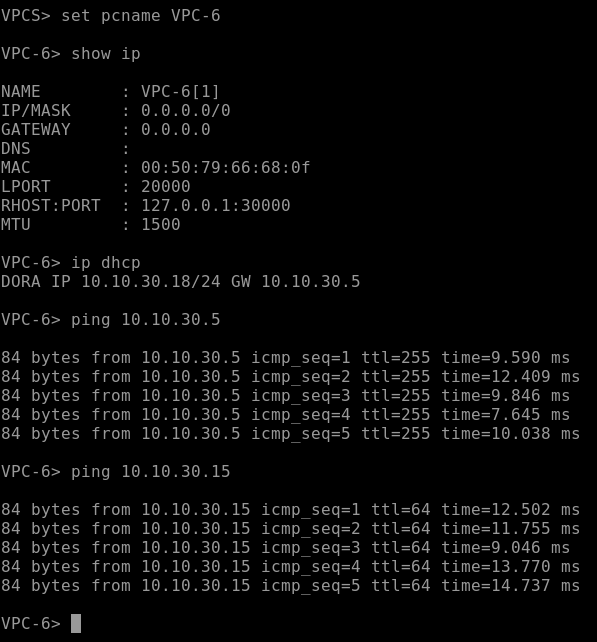 VPCS> set pcname VPC-6
VPC-6> show ip
NAME        : VPC-6[1]
IP/MASK     : 0.0.0.0/0
GATEWAY     : 0.0.0.0
DNS         :
MAC         : 00:50:79:66:68:0f
LPORT       : 20000
RHOST:PORT  : 127.0.0.1:30000
MTU         : 1500
VPC-6> ip dhcp
DORA IP 10.10.30.18/24 GW 10.10.30.5
VPC-6> ping 10.10.30.5
84 bytes from 10.10.30.5 icmp_seq=1 ttl=255 time=9.590 ms
84 bytes from 10.10.30.5 icmp_seq=2 ttl=255 time=12.409 ms
84 bytes from 10.10.30.5 icmp_seq=3 ttl=255 time=9.846 ms
84 bytes from 10.10.30.5 icmp_seq=4 ttl=255 time=7.645 ms
84 bytes from 10.10.30.5 icmp_seq=5 ttl=255 time=10.038 ms
VPC-6> ping 10.10.30.15
84 bytes from 10.10.30.15 icmp_seq=1 ttl=64 time=12.502 ms
84 bytes from 10.10.30.15 icmp_seq=2 ttl=64 time=11.755 ms
84 bytes from 10.10.30.15 icmp_seq=3 ttl=64 time=9.046 ms
84 bytes from 10.10.30.15 icmp_seq=4 ttl=64 time=13.770 ms
84 bytes from 10.10.30.15 icmp_seq=5 ttl=64 time=14.737 ms
VPC-6>